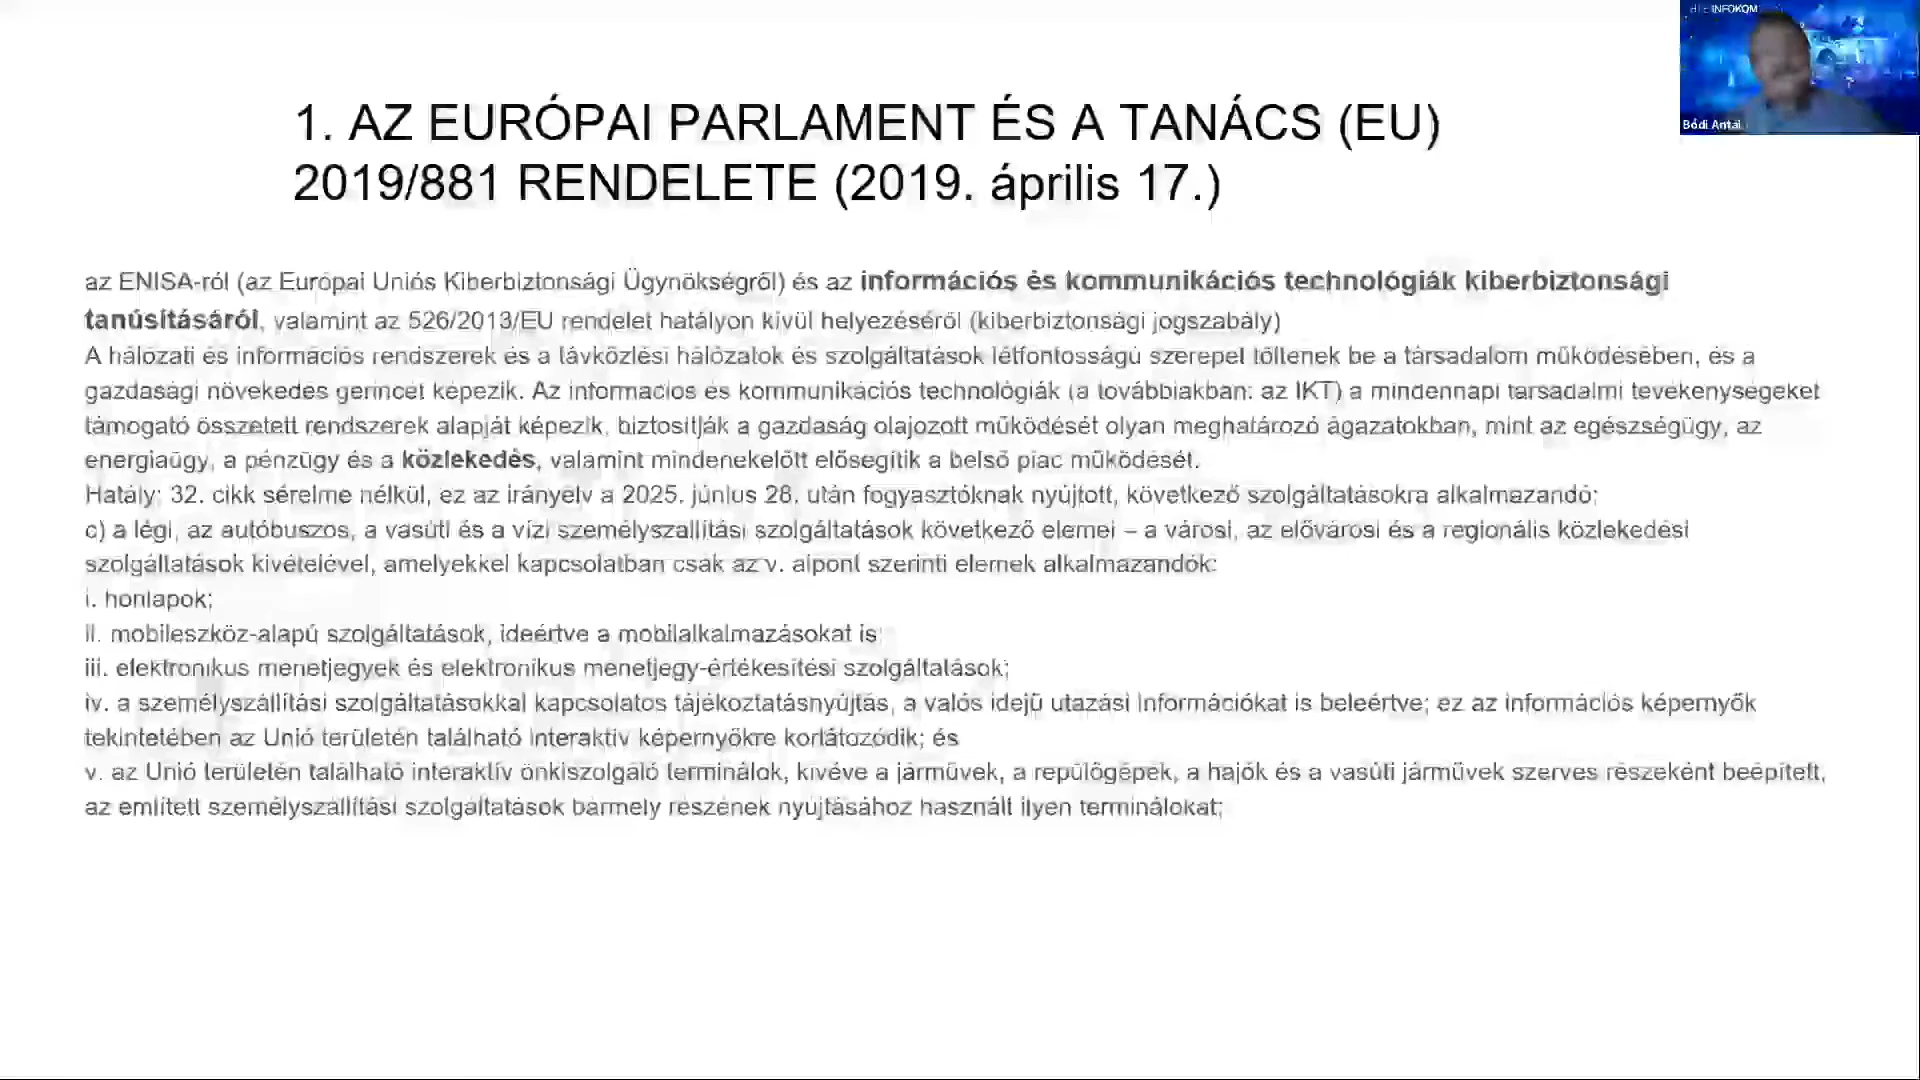 HTE INFOKOM
Bódi Antal
1. AZ EURÓPAI PARLAMENT ÉS A TANÁCS (EU)
2019/881 RENDELETE (2019. április 17.)
az ENISA-ról (az Európai Uniós Kiberbiztonsági Ügynökségről) és az információs és kommunikációs technológiák kiberbiztonsági
tanúsításáról, valamint az 526/2013/EU rendelet hatályon kívül helyezéséről (kiberbiztonsági jogszabály)
A hálózati és információs rendszerek és a távközlési hálózatok és szolgáltatások létfontosságú szerepet töltenek be a társadalom működésében, és a
gazdasági növekedés gerincét képezik. Az információs és kommunikációs technológiák (a továbbiakban: az IKT) a mindennapi társadalmi tevékenységeket
támogató összetett rendszerek alapját képezik, biztosítják a gazdaság olajozott működését olyan meghatározó ágazatokban, mint az egészségügy, az
energiaügy, a pénzügy és a közlekedés, valamint mindenekelőtt elősegítik a belső piac működését.
Hatály: 32. cikk sérelme nélkül, ez az irányelv a 2025. június 28. után fogyasztóknak nyújtott, következő szolgáltatásokra alkalmazandó:
c) a légi, az autóbuszos, a vasúti és a vízi személyszállítási szolgáltatások következő elemei – a városi, az elővárosi és a regionális közlekedési
szolgáltatások kivételével, amelyekkel kapcsolatban csak az v. alpont szerinti elemek alkalmazandók:
i. honlapok;
ii. mobileszköz-alapú szolgáltatások, ideértve a mobilalkalmazásokat is;
iii. elektronikus menetjegyek és elektronikus menetjegy-értékesítési szolgáltatások;
iv. a személyszállítási szolgáltatásokkal kapcsolatos tájékoztatásnyújtás, a valós idejű utazási információkat is beleértve; ez az információs képernyők
tekintetében az Unió területén található interaktív képernyőkre korlátozódik; és
v. az Unió területén található interaktív önkiszolgáló terminálok, kivéve a járművek, a repülőgépek, a hajók és a vasúti járművek szerves részeként beépített,
az említett személyszállítási szolgáltatások bármely részének nyújtásához használt ilyen terminálokat;